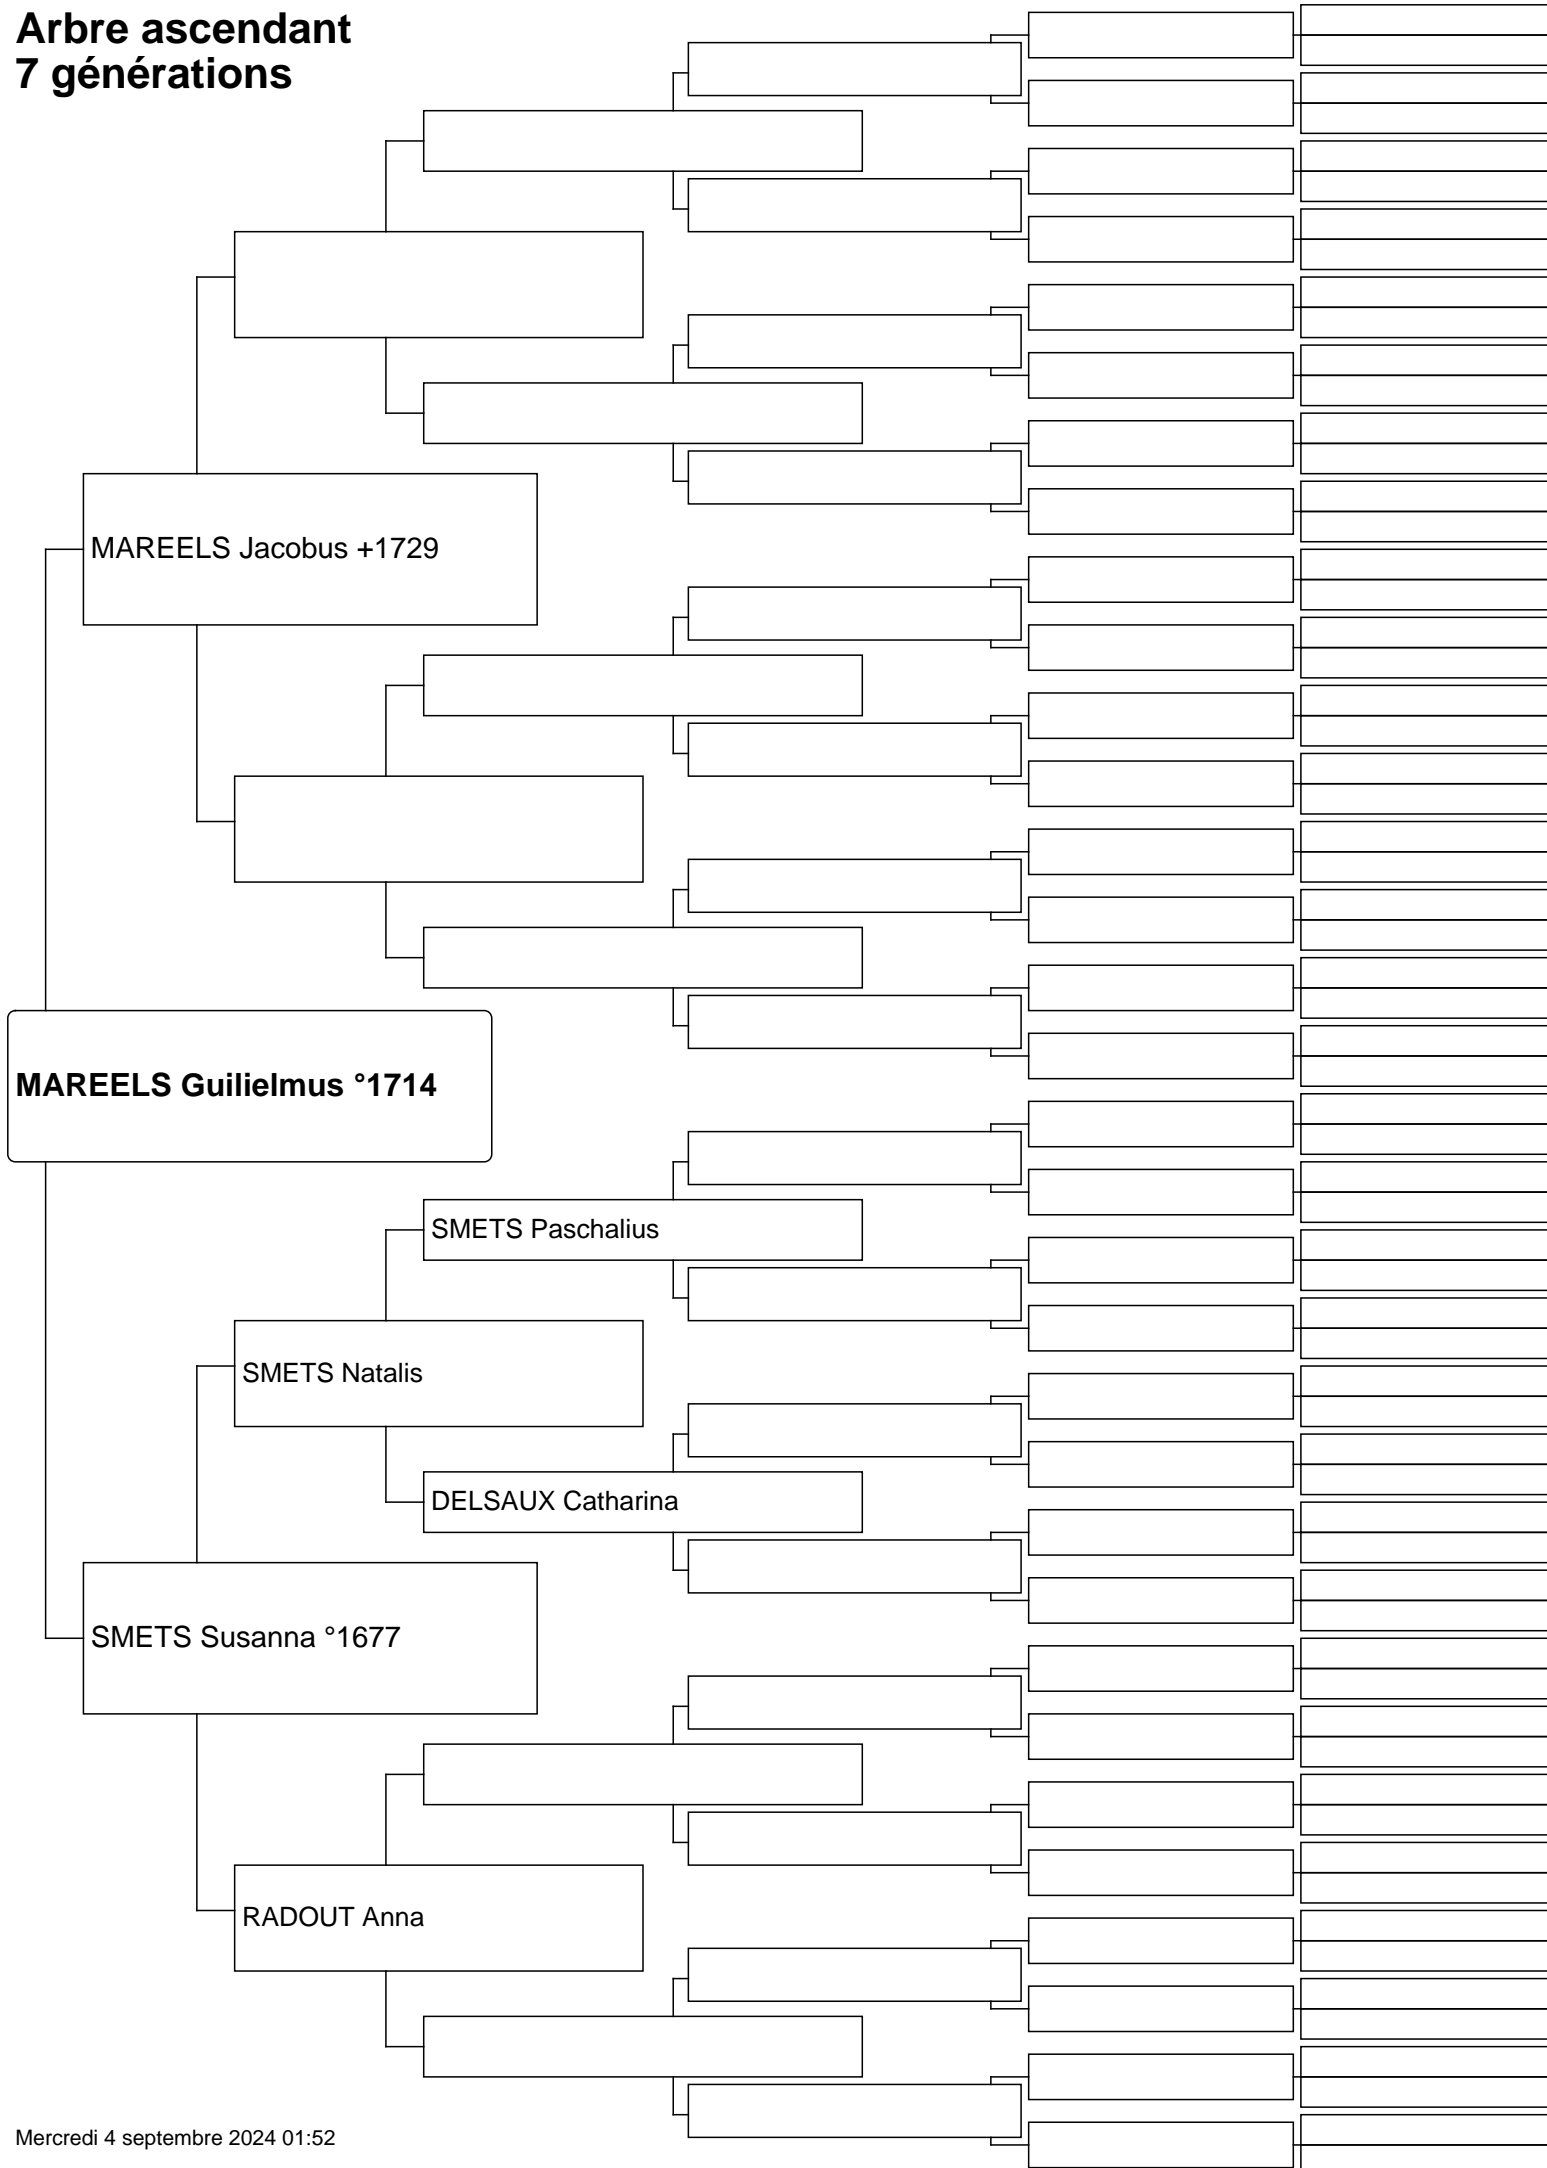 Arbre ascendant
7 générations
MAREELS Jacobus +1729
MAREELS Guilielmus °1714
SMETS Paschalius
SMETS Natalis
DELSAUX Catharina
SMETS Susanna °1677
RADOUT Anna
Mercredi 4 septembre 2024 01:52